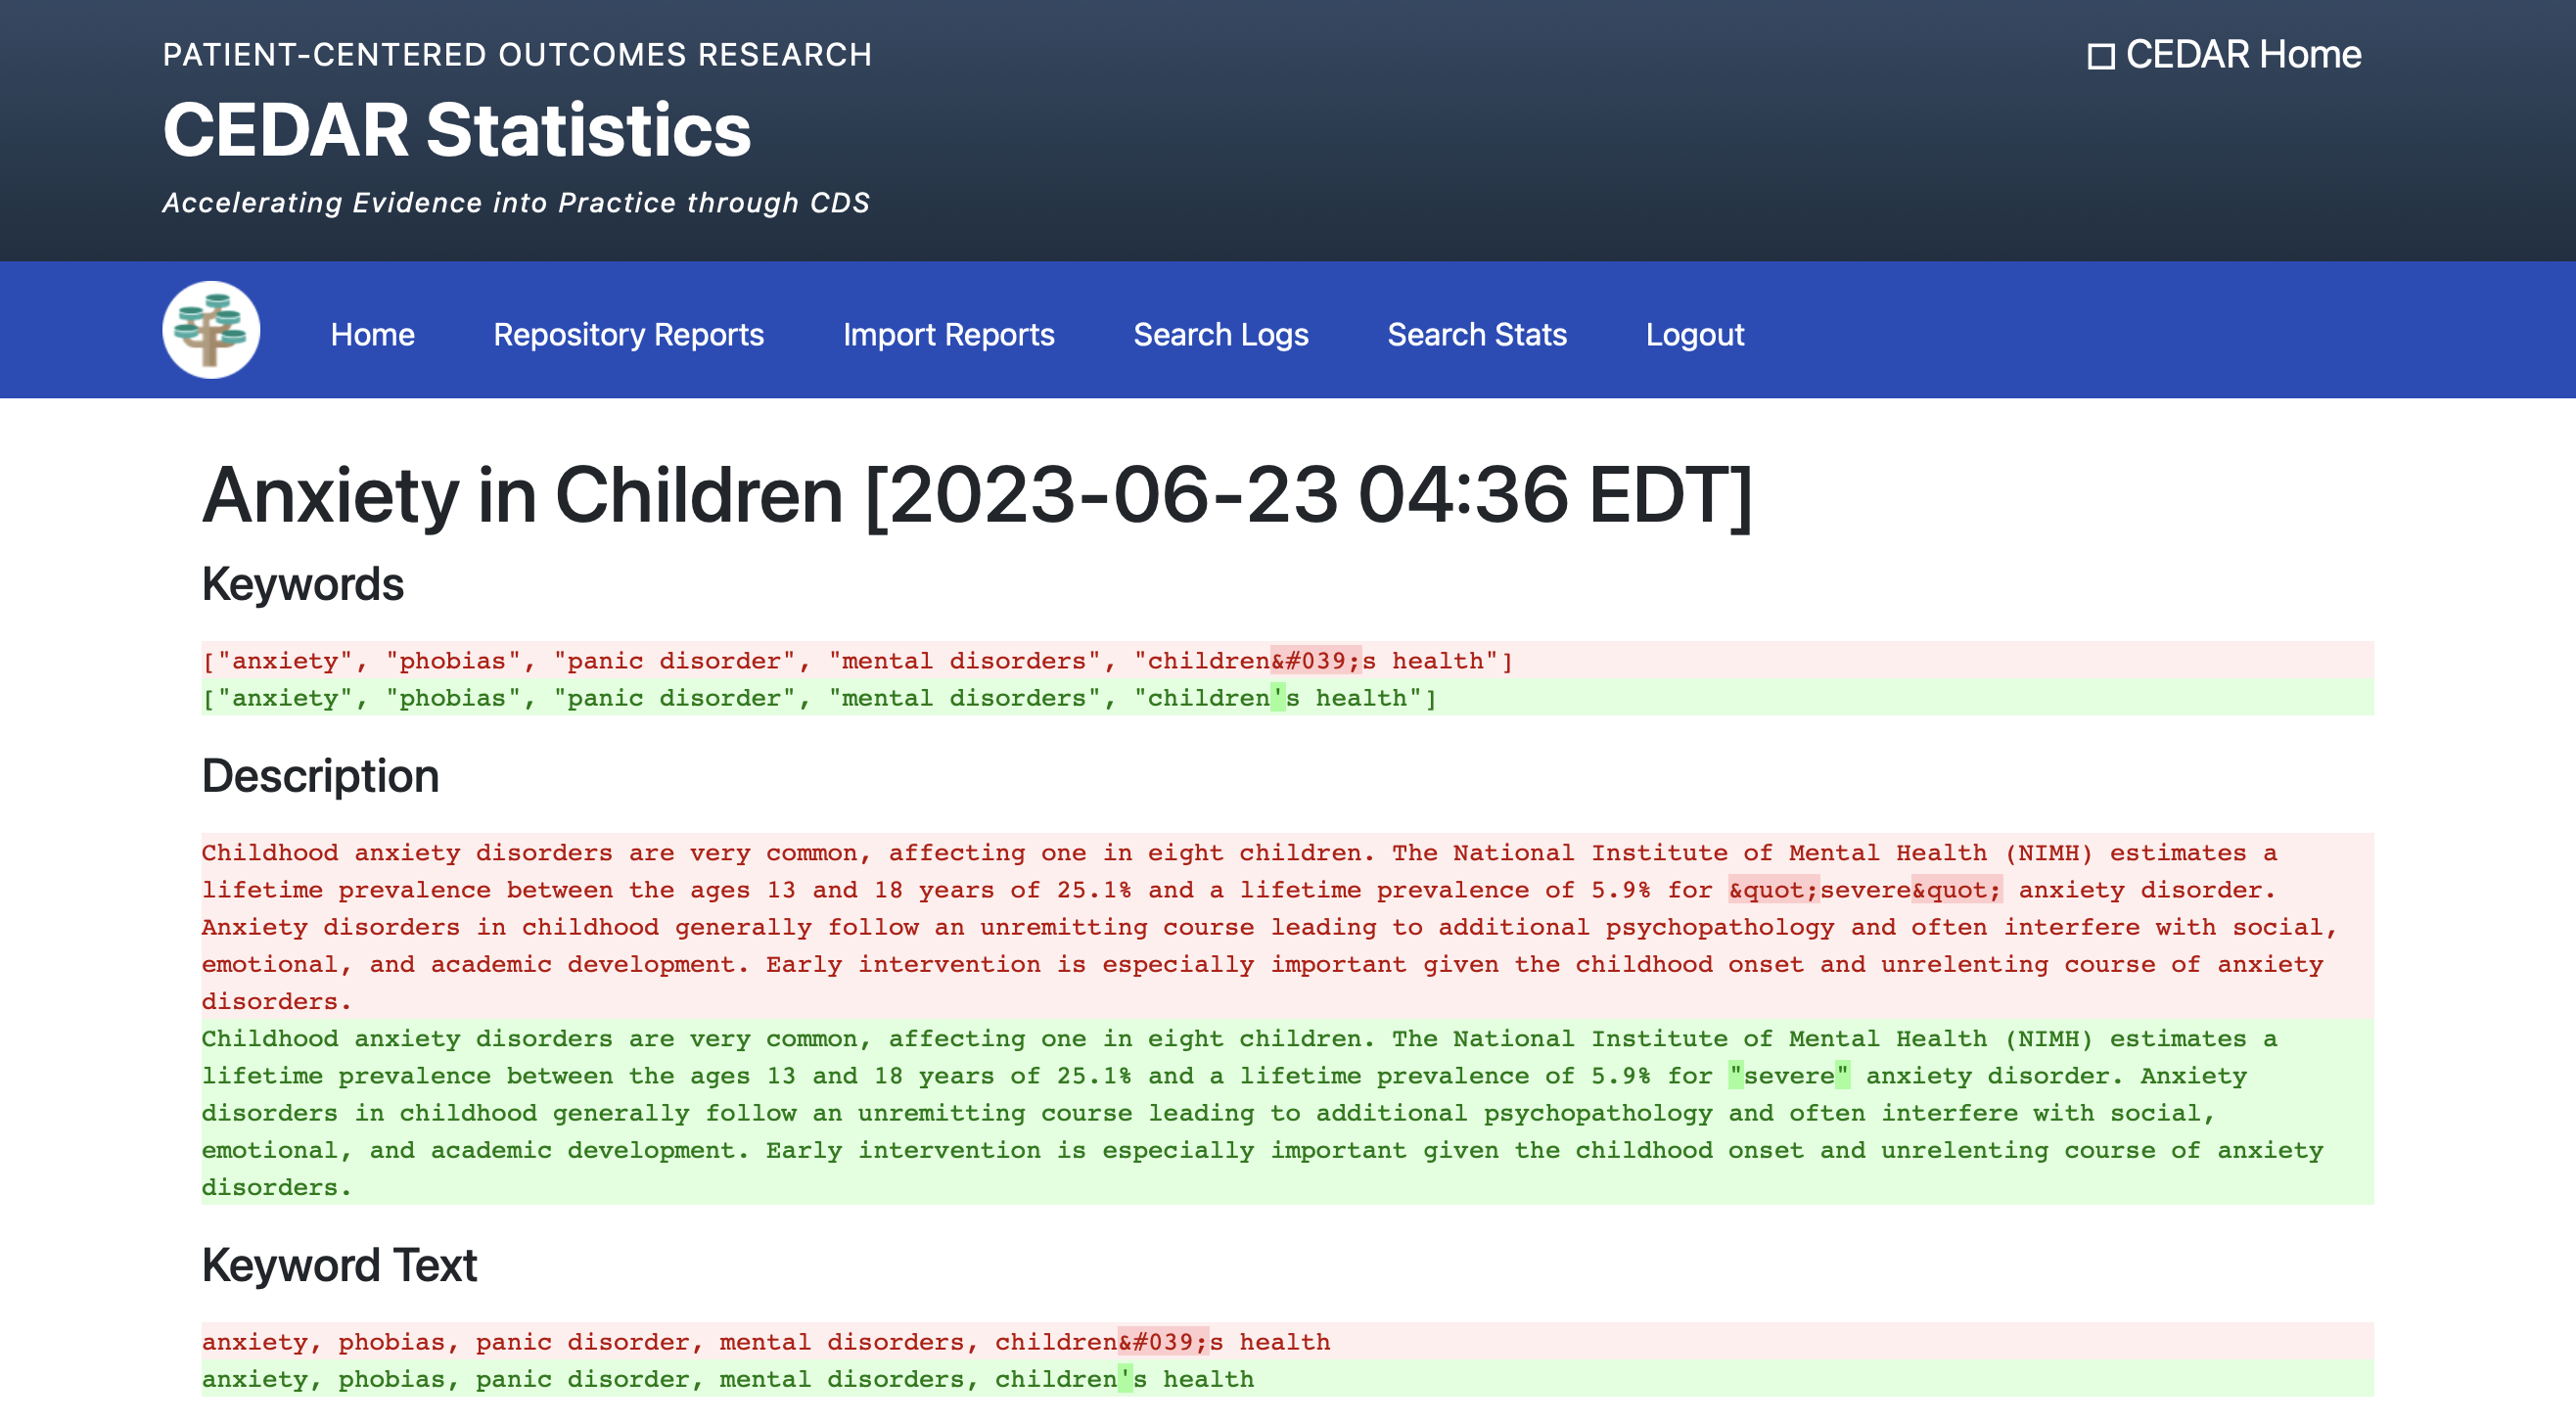 PATIENT-CENTERED OUTCOMES RESEARCH
CEDAR Home
CEDAR Statistics
Accelerating Evidence into Practice through CDS
Home Repository Reports Import Reports Search Logs Search Stats Logout
Anxiety in Children [2023-06-23 04:36 EDT]
Keywords
["anxiety", "phobias", "panic disorder", "mental disorders", "children&#039;s health"]
["anxiety", "phobias", "panic disorder", "mental disorders", "children's health"]
Description
Childhood anxiety disorders are very common, affecting one in eight children. The National Institute of Mental Health (NIMH) estimates a
lifetime prevalence between the ages 13 and 18 years of 25.1% and a lifetime prevalence of 5.9% for &quot;severe&quot; anxiety disorder.
Anxiety disorders in childhood generally follow an unremitting course leading to additional psychopathology and often interfere with social,
emotional, and academic development. Early intervention is especially important given the childhood onset and unrelenting course of anxiety
disorders.
Childhood anxiety disorders are very common, affecting one in eight children. The National Institute of Mental Health (NIMH) estimates a
lifetime prevalence between the ages 13 and 18 years of 25.1% and a lifetime prevalence of 5.9% for "severe" anxiety disorder. Anxiety
disorders in childhood generally follow an unremitting course leading to additional psychopathology and often interfere with social,
emotional, and academic development. Early intervention is especially important given the childhood onset and unrelenting course of anxiety
disorders.
Keyword Text
anxiety, phobias, panic disorder, mental disorders, children&#039;s health
anxiety, phobias, panic disorder, mental disorders, children's health